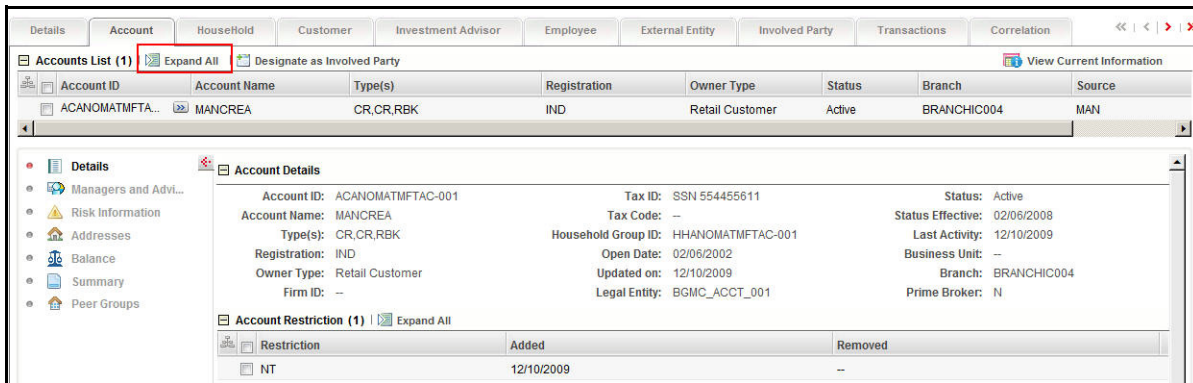 Details Account HouseHold Customer Investment Advisor Employee External Entity Involved Party Transactions Correlation
Accounts List (1) Expand All Designate as Involved Party View Current Information
Account ID Account Name Type(s) Registration Owner Type Status Branch Source
ACANOMATMFTA... MANCREA CR,CR,RBK IND Retail Customer Active BRANCHIC004 MAN
Details
Managers and Advi...
Risk Information
Addresses
Balance
Summary
Peer Groups
Account Details
Account ID: ACANOMATMFTAC-001 Tax ID: SSN 554455611 Status: Active
Account Name: MANCREA Tax Code: -- Status Effective: 02/06/2008
Type(s): CR,CR,RBK Household Group ID: HHANOMATMFTAC-001 Last Activity: 12/10/2009
Registration: IND Open Date: 02/06/2002 Business Unit: --
Owner Type: Retail Customer Updated on: 12/10/2009 Branch: BRANCHIC004
Firm ID: -- Legal Entity: BGMC_ACCT_001 Prime Broker: N
Account Restriction (1) | Expand All
Restriction Added Removed
NT 12/10/2009 --